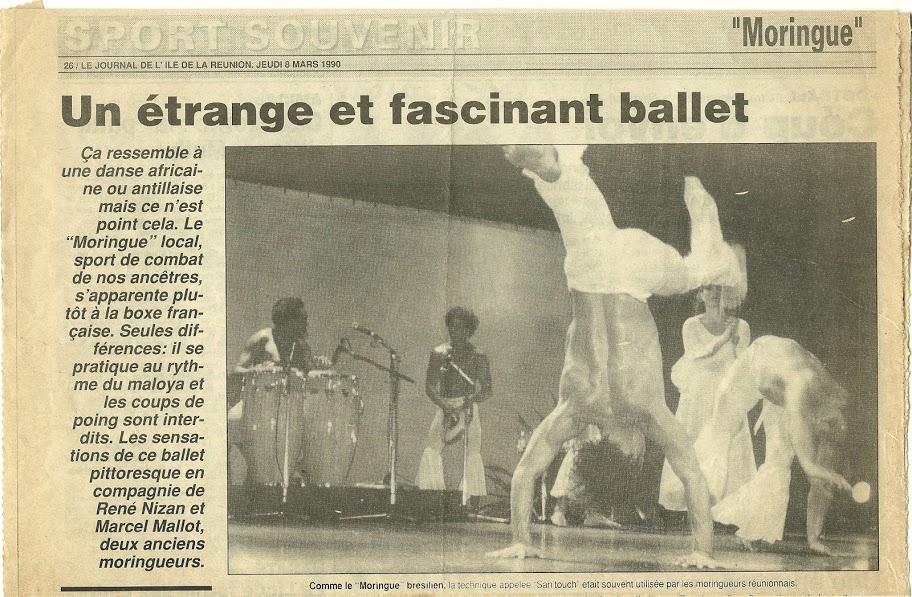 SPORT SOUVENIR
"Moringue"
26 / LE JOURNAL DE L' ILE DE LA REUNION. JEUDI 8 MARS 1990
Un étrange et fascinant ballet
Ça ressemble à
une danse africai-
ne ou antillaise
mais ce n'est
point cela. Le
"Moringue" local,
sport de combat
de nos ancêtres,
s'apparente plu-
tôt à la boxe fran-
çaise. Seules dif-
férences: il se
pratique au ryth-
me du maloya et
les coups de
poing sont inter-
dits. Les sensa-
tions de ce ballet
pittoresque en
compagnie de
René Nizan et
Marcel Mallot,
deux anciens
moringueurs.
Comme le "Moringue" bresilien, la technique appelée 'San touch' était souvent utilisée par les moringueurs réunionnais.